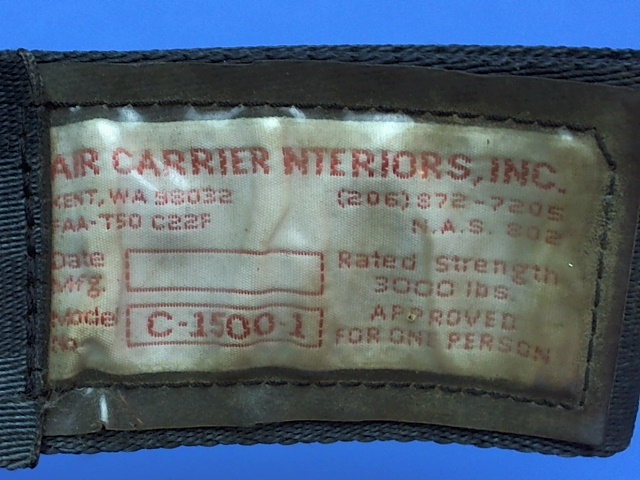 AIR CARRIER NTERIORS, INC.
KENT, WA 98032
(206) 872-7205
FAA-TSO C22F
N.A.S. 802
Date
Mfg.
Rated Strength
3000 lbs.
Model
No.
C-1500-1
APPROVED
FOR ONE PERSON